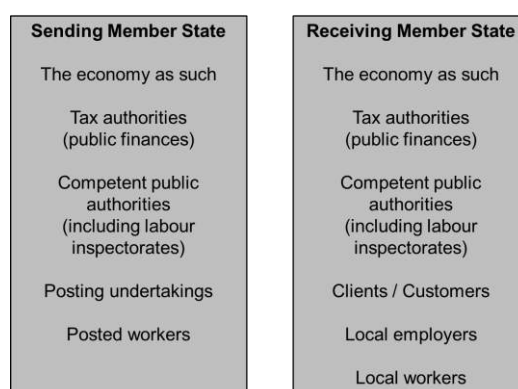 Sending Member State
The economy as such
Tax authorities
(public finances)
Competent public
authorities
(including labour
inspectorates)
Posting undertakings
Posted workers
Receiving Member State
The economy as such
Tax authorities
(public finances)
Competent public
authorities
(including labour
inspectorates)
Clients / Customers
Local employers
Local workers